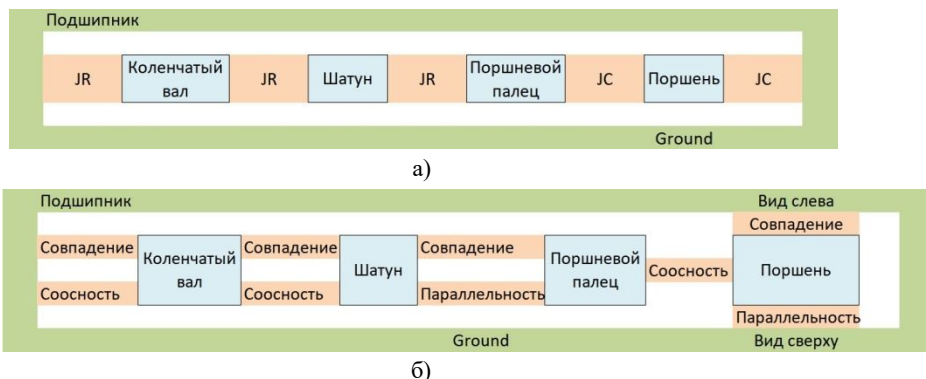 Подшипник
JR
Коленчатый
вал
JR
Шатун
JR
Поршневой
палец
JC
Поршень
JC
Ground
а)
Подшипник
Вид слева
Совпадение
Совпадение
Совпадение
Совпадение
Коленчатый
вал
Шатун
Поршневой
палец
Соосность
Поршень
Соосность
Соосность
Параллельность
Параллельность
Ground
Вид сверху
б)